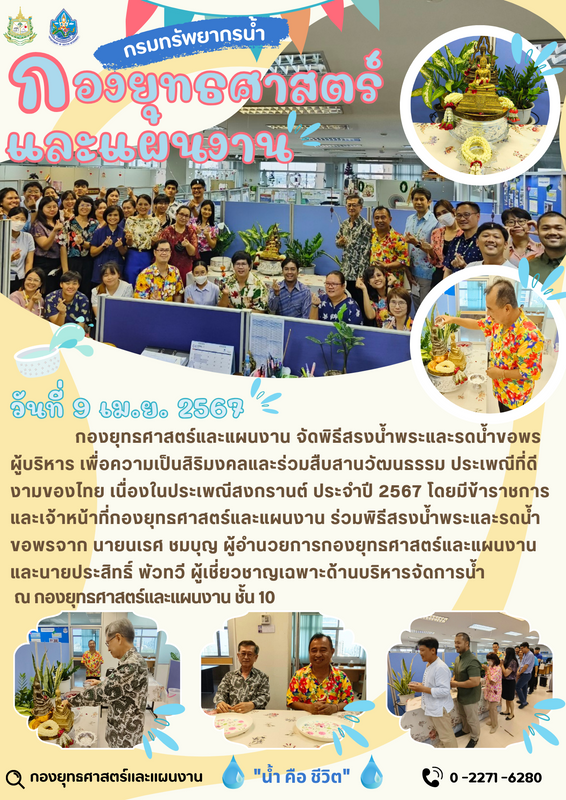 กรมทรัพยากรน้ำ
กองยุทธศาสตร์
และแผนงาน
วันที่ 9 เม.ย. 2567
กองยุทธศาสตร์และแผนงาน จัดพิธีสรงน้ำพระและรดน้ำขอพร
ผู้บริหาร เพื่อความเป็นสิริมงคลและร่วมสืบสานวัฒนธรรม ประเพณีที่ดี
งามของไทย เนื่องในประเพณีสงกรานต์ ประจำปี 2567 โดยมีข้าราชการ
และเจ้าหน้าที่กองยุทธศาสตร์และแผนงาน ร่วมพิธีสรงน้ำพระและรดน้ำ
ขอพรจาก นายนเรศ ชมบุญ ผู้อำนวยการกองยุทธศาสตร์และแผนงาน
และนายประสิทธิ์ พัวทวี ผู้เชี่ยวชาญเฉพาะด้านบริหารจัดการน้ำ
ณ กองยุทธศาสตร์และแผนงาน ชั้น 10
กองยุทธศาสตร์และแผนงาน
"น้ำ คือ ชีวิต"
0 -2271 -6280